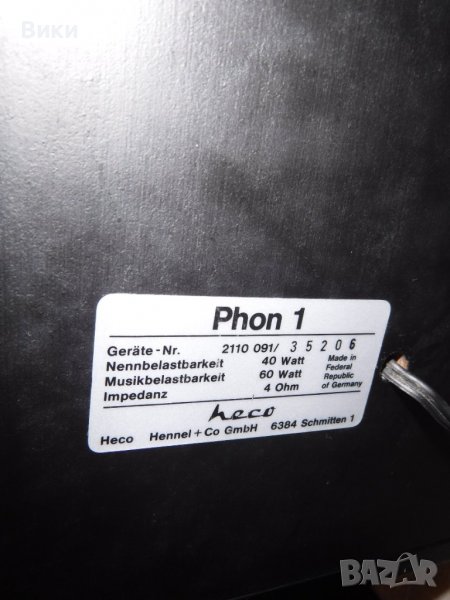 Вики
Phon 1
Geräte-Nr. 2110 091/ 35206
Nennbelastbarkeit 40 Watt
Musikbelastbarkeit 60 Watt
Impedanz 4 Ohm
Made in
Federal
Republic
of Germany
heco
Heco Hennel+Co GmbH 6384 Schmitten 1
BAZAR